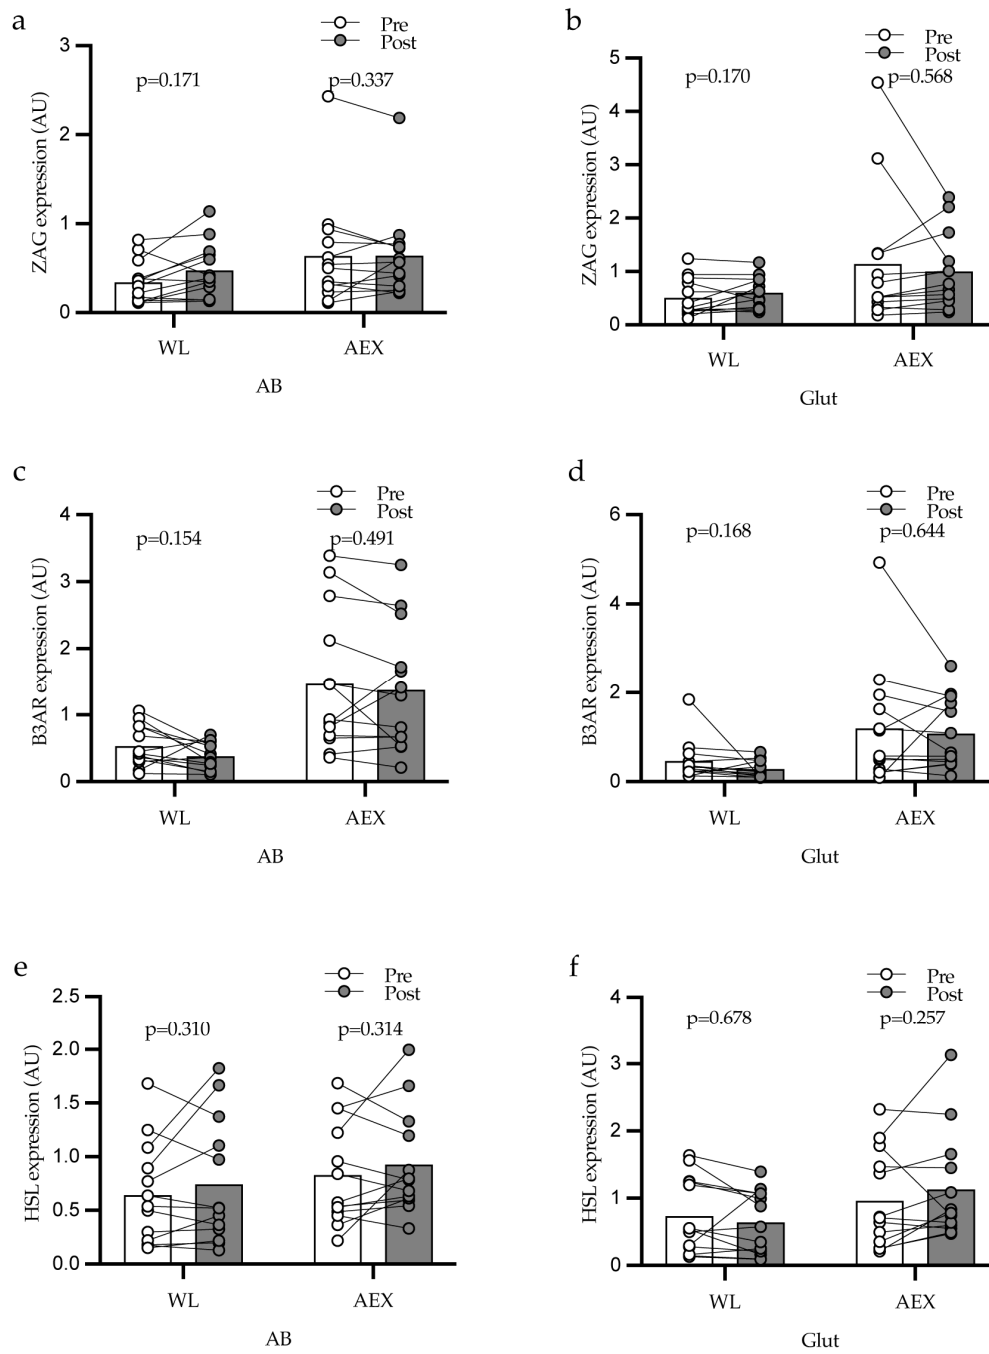 a
Pre
Post
3
2
1
0
ZAG expression (AU)
p=0.171
p=0.337
WL
AEX
AB
b
Pre
Post
5
4
3
2
1
0
ZAG expression (AU)
p=0.170
p=0.568
WL
AEX
Glut
c
Pre
Post
4
3
2
1
0
B3AR expression (AU)
p=0.154
p=0.491
WL
AEX
AB
d
Pre
Post
6
4
2
0
B3AR expression (AU)
p=0.168
p=0.644
WL
AEX
Glut
e
Pre
Post
2.5
2.0
1.5
1.0
0.5
0.0
HSL expression (AU)
p=0.310
p=0.314
WL
AEX
AB
f
Pre
Post
4
3
2
1
0
HSL expression (AU)
p=0.678
p=0.257
WL
AEX
Glut